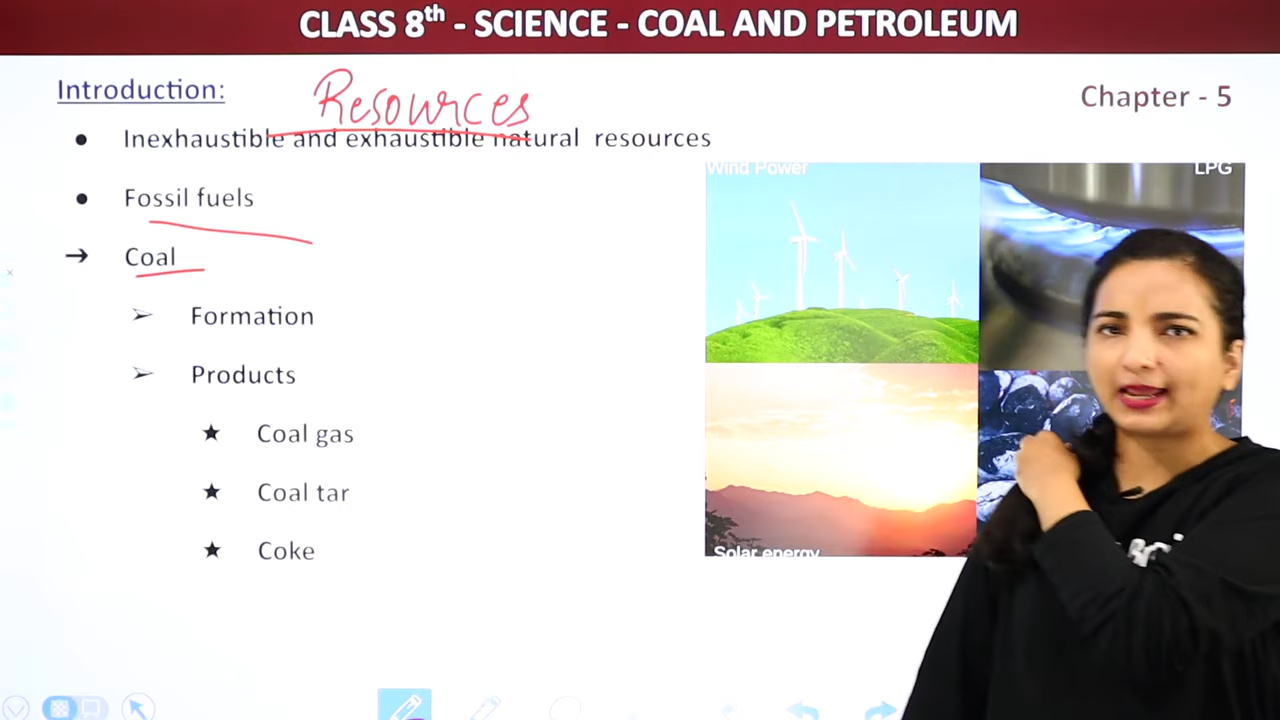 CLASS 8th - SCIENCE - COAL AND PETROLEUM
Introduction:
Resources
Chapter - 5
● Inexhaustible and exhaustible natural resources
● Fossil fuels
→ Coal
➢ Formation
➢ Products
★ Coal gas
★ Coal tar
★ Coke
Wind Power
LPG
Solar energy